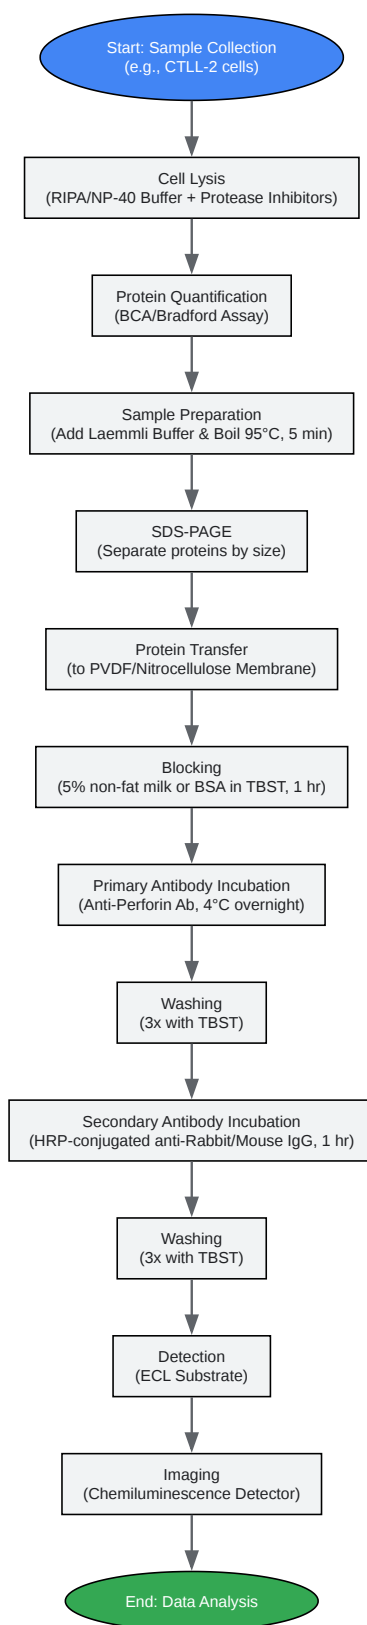 Start: Sample Collection
(e.g., CTLL-2 cells)
Cell Lysis
(RIPA/NP-40 Buffer + Protease Inhibitors)
Protein Quantification
(BCA/Bradford Assay)
Sample Preparation
(Add Laemmli Buffer & Boil 95°C, 5 min)
SDS-PAGE
(Separate proteins by size)
Protein Transfer
(to PVDF/Nitrocellulose Membrane)
Blocking
(5% non-fat milk or BSA in TBST, 1 hr)
Primary Antibody Incubation
(Anti-Perforin Ab, 4°C overnight)
Washing
(3x with TBST)
Secondary Antibody Incubation
(HRP-conjugated anti-Rabbit/Mouse IgG, 1 hr)
Washing
(3x with TBST)
Detection
(ECL Substrate)
Imaging
(Chemiluminescence Detector)
End: Data Analysis